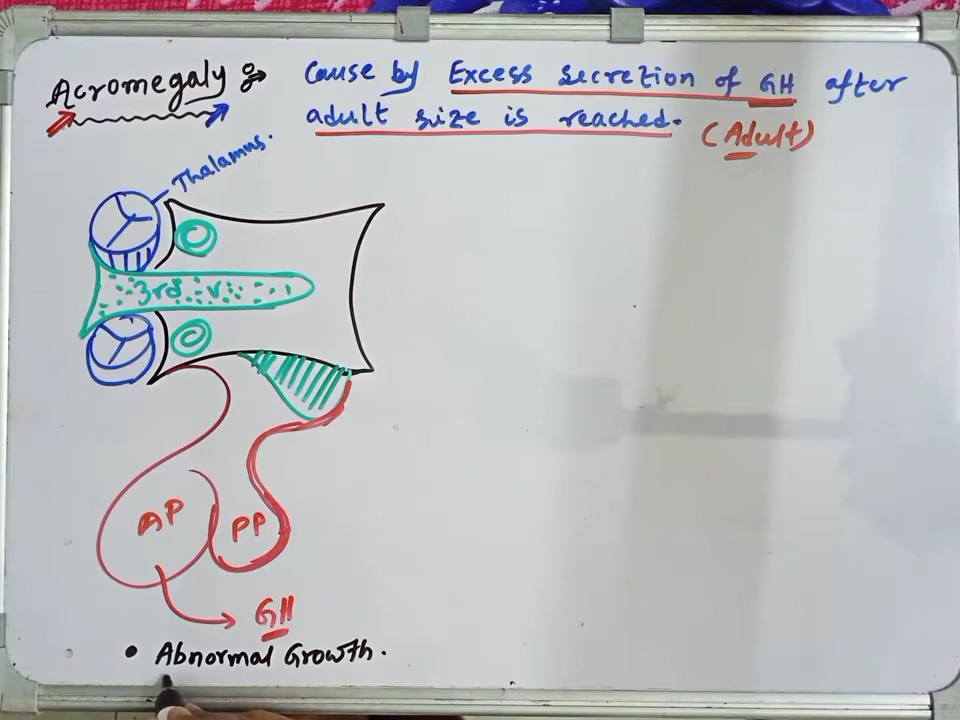 Acromegaly :→ Cause by Excess secretion of GH after
adult size is reached.
(Adult)
Thalamus.
3rd v
AP
PP
GH
• Abnormal Growth.